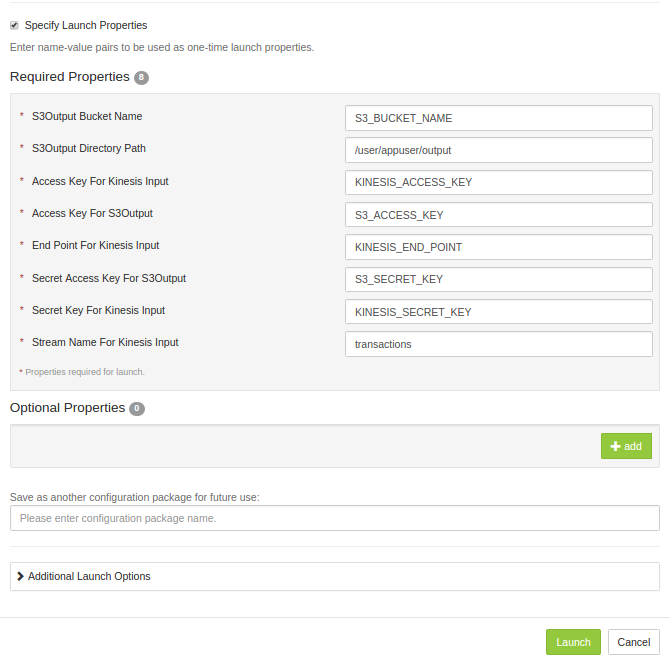 Specify Launch Properties
Enter name-value pairs to be used as one-time launch properties.
Required Properties 8
* S3Output Bucket Name S3_BUCKET_NAME
* S3Output Directory Path /user/appuser/output
* Access Key For Kinesis Input KINESIS_ACCESS_KEY
* Access Key For S3Output S3_ACCESS_KEY
* End Point For Kinesis Input KINESIS_END_POINT
* Secret Access Key For S3Output S3_SECRET_KEY
* Secret Key For Kinesis Input KINESIS_SECRET_KEY
* Stream Name For Kinesis Input transactions
* Properties required for launch.
Optional Properties 0
add
Save as another configuration package for future use:
Please enter configuration package name.
Additional Launch Options
Launch Cancel